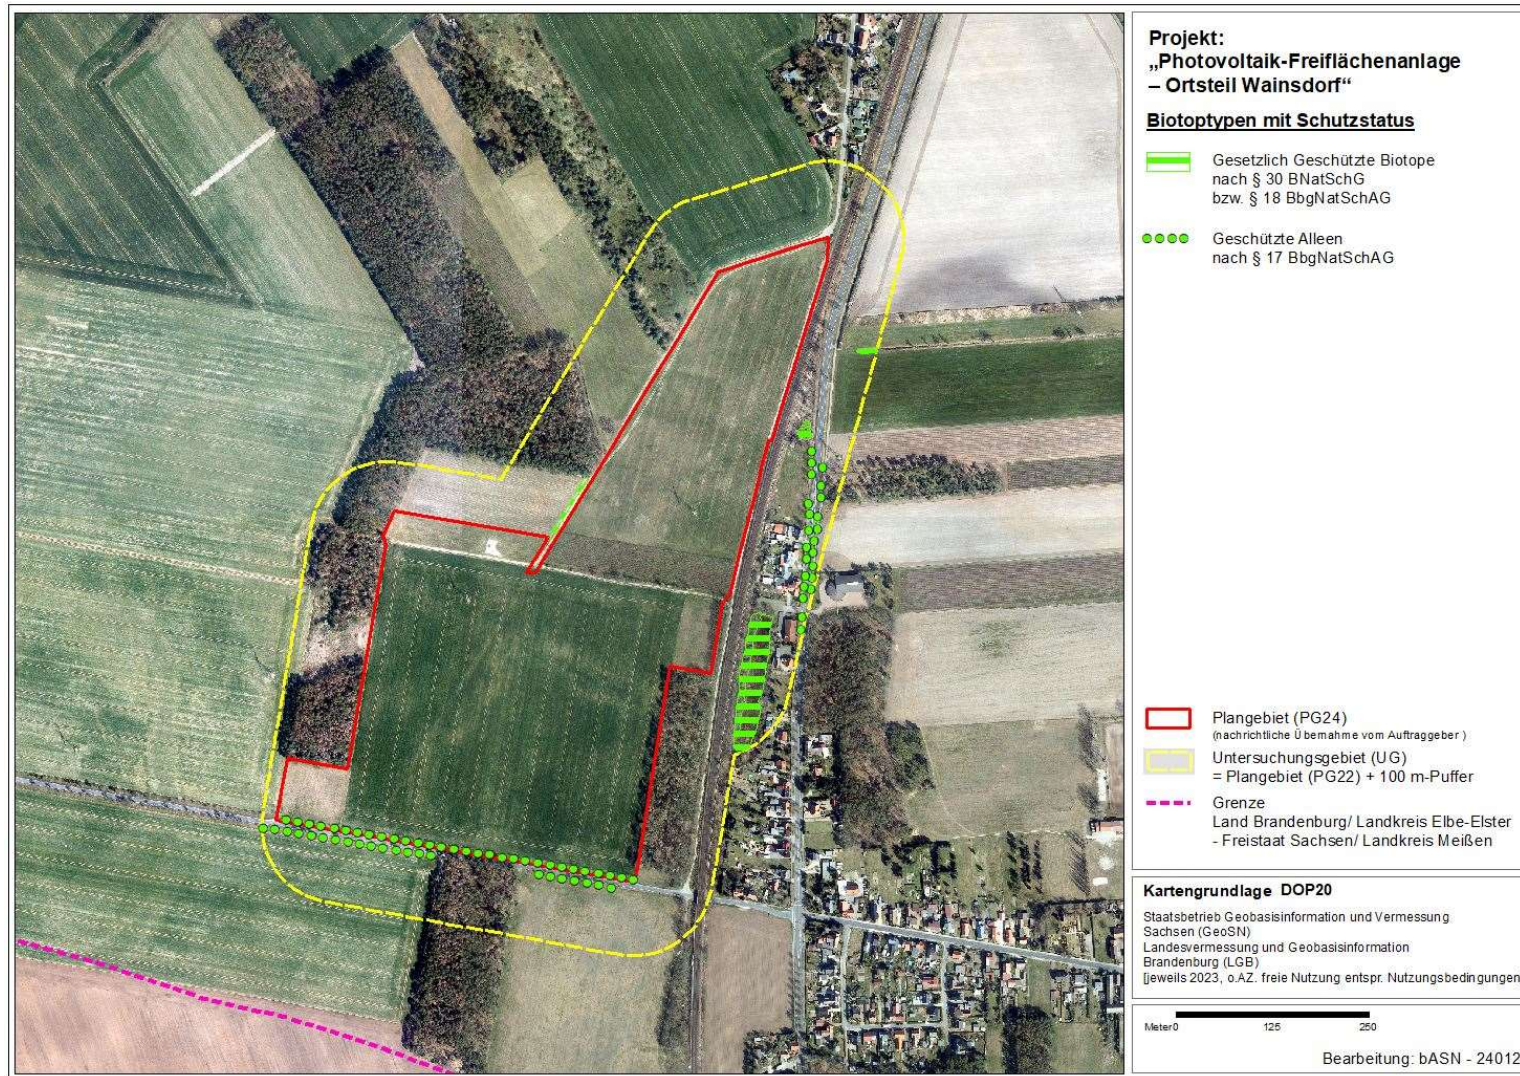 Projekt:
„Photovoltaik-Freiflächenanlage
– Ortsteil Wainsdorf“
Biotoptypen mit Schutzstatus
Gesetzlich Geschützte Biotope
nach § 30 BNatSchG
bzw. § 18 BbgNatSchAG
Geschützte Alleen
nach § 17 BbgNatSchAG
Plangebiet (PG24)
(nachrichtliche Übernahme vom Auftraggeber )
Untersuchungsgebiet (UG)
= Plangebiet (PG22) + 100 m-Puffer
Grenze
Land Brandenburg/ Landkreis Elbe-Elster
- Freistaat Sachsen/ Landkreis Meißen
Kartengrundlage DOP20
Staatsbetrieb Geobasisinformation und Vermessung
Sachsen (GeoSN)
Landesvermessung und Geobasisinformation
Brandenburg (LGB)
[jeweils 2023, o.AZ. freie Nutzung entspr. Nutzungsbedingungen
Meter 0 125 250
Bearbeitung: bASN - 24012